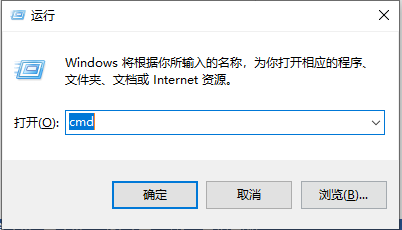 运行
Windows 将根据你所输入的名称，为你打开相应的程序、
文件夹、文档或 Internet 资源。
打开(O): cmd
确定 取消 浏览(B)...